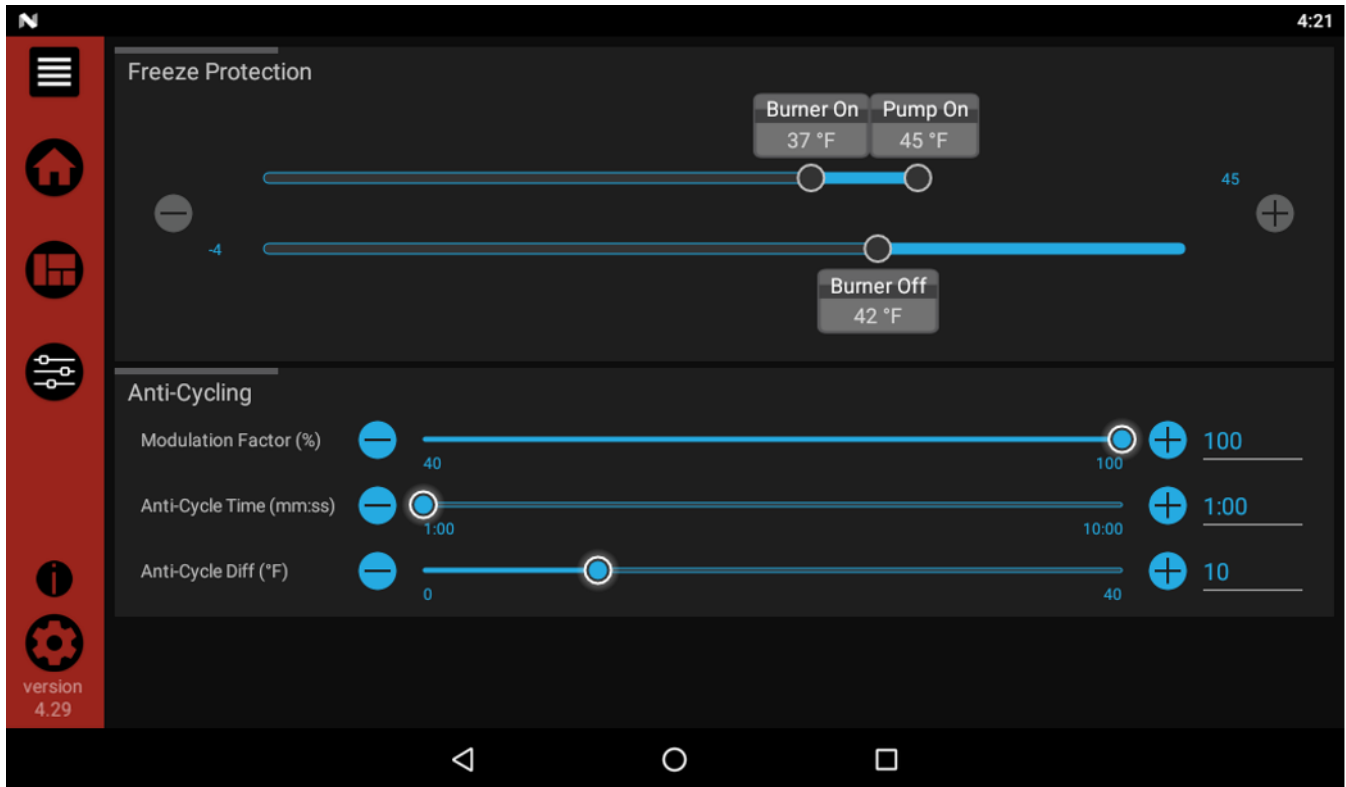 4:21
Freeze Protection
Burner On Pump On
37 °F 45 °F
45
-4
Burner Off
42 °F
Anti-Cycling
Modulation Factor (%)
40
100
100
Anti-Cycle Time (mm:ss)
1:00
10:00
1:00
Anti-Cycle Diff (°F)
0
40
10
version
4.29